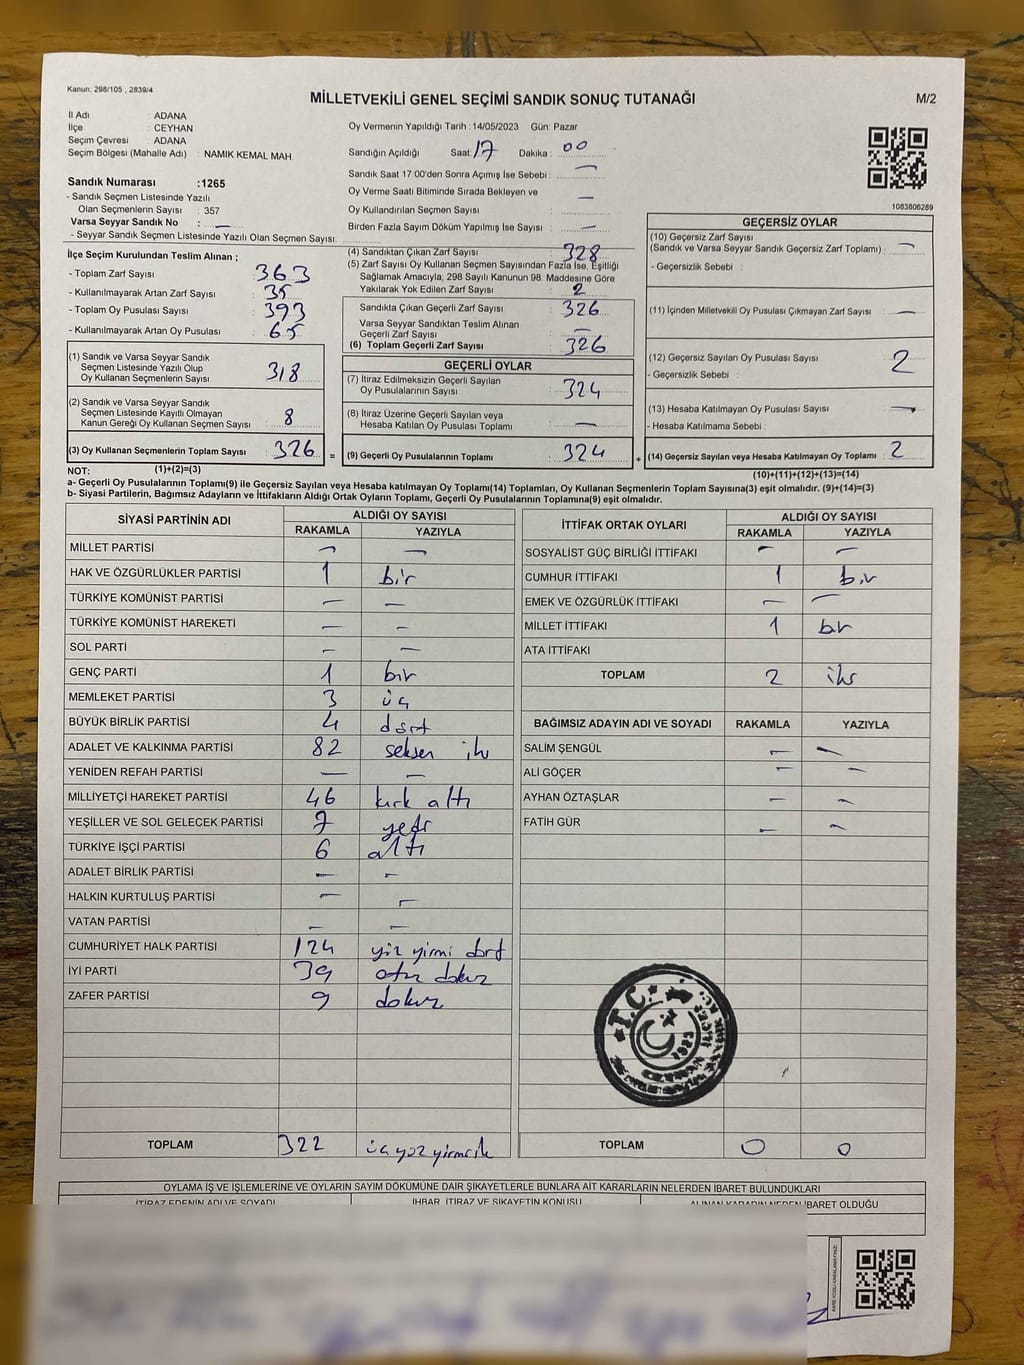 Kanun: 298/105 , 2839/4
MİLLETVEKİLİ GENEL SEÇİMİ SANDIK SONUÇ TUTANAĞI
M/2
İl Adı : ADANA
İlçe : CEYHAN
Seçim Çevresi : ADANA
Seçim Bölgesi (Mahalle Adı) : NAMIK KEMAL MAH.
Oy Vermenin Yapıldığı Tarih :14/05/2023 Gün: Pazar
Sandığın Açıldığı Saat: 17 Dakika : 00
Sandık Saat 17:00'den Sonra Açımış İse Sebebi : —
Oy Verme Saati Bitiminde Sırada Bekleyen ve
Oy Kullandırılan Seçmen Sayısı : —
Birden Fazla Sayım Döküm Yapılmış İse Sayısı : —
1083806289
Sandık Numarası :1265
- Sandık Seçmen Listesinde Yazılı
Olan Seçmenlerin Sayısı : 357
Varsa Seyyar Sandık No : —
- Seyyar Sandık Seçmen Listesinde Yazılı Olan Seçmen Sayısı:
İlçe Seçim Kurulundan Teslim Alınan ;
- Toplam Zarf Sayısı : 363
- Kullanılmayarak Artan Zarf Sayısı : 35
- Toplam Oy Pusulası Sayısı : 393
- Kullanılmayarak Artan Oy Pusulası : 65
(1) Sandık ve Varsa Seyyar Sandık
Seçmen Listesinde Yazılı Olup
Oy Kullanan Seçmenlerin Sayısı : 318
(2) Sandık ve Varsa Seyyar Sandık
Seçmen Listesinde Kayıtlı Olmayan
Kanun Gereği Oy Kullanan Seçmen Sayısı : 8
(3) Oy Kullanan Seçmenlerin Toplam Sayısı : 326 =
(4) Sandıktan Çıkan Zarf Sayısı : 328
(5) Zarf Sayısı Oy Kullanan Seçmen Sayısından Fazla İse, Eşitliği
Sağlamak Amacıyla; 298 Sayılı Kanunun 98. Maddesine Göre
Yakılarak Yok Edilen Zarf Sayısı : 2
Sandıkta Çıkan Geçerli Zarf Sayısı : 326
Varsa Seyyar Sandıktan Teslim Alınan
Geçerli Zarf Sayısı : —
(6) Toplam Geçerli Zarf Sayısı : 326
GEÇERLİ OYLAR
(7) İtiraz Edilmeksizin Geçerli Sayılan
Oy Pusulalarının Sayısı : 324
(8) İtiraz Üzerine Geçerli Sayılan veya
Hesaba Katılan Oy Pusulası Toplamı : —
(9) Geçerli Oy Pusulalarının Toplamı : 324 +
GEÇERSİZ OYLAR
(10) Geçersiz Zarf Sayısı
(Sandık ve Varsa Seyyar Sandık Geçersiz Zarf Toplamı) : —
- Geçersizlik Sebebi :
(11) İçinden Milletvekili Oy Pusulası Çıkmayan Zarf Sayısı : —
(12) Geçersiz Sayılan Oy Pusulası Sayısı : 2
- Geçersizlik Sebebi :
(13) Hesaba Katılmayan Oy Pusulası Sayısı : —
- Hesaba Katılmama Sebebi :
(14) Geçersiz Sayılan veya Hesaba Katılmayan Oy Toplamı : 2
NOT: (1)+(2)=(3) (10)+(11)+(12)+(13)=(14)
a- Geçerli Oy Pusulalarının Toplamı(9) ile Geçersiz Sayılan veya Hesaba katılmayan Oy Toplamı(14) Toplamları, Oy Kullanan Seçmenlerin Toplam Sayısına(3) eşit olmalıdır. (9)+(14)=(3)
b- Siyasi Partilerin, Bağımsız Adayların ve İttifakların Aldığı Ortak Oyların Toplamı, Geçerli Oy Pusulalarının Toplamına(9) eşit olmalıdır.
SİYASİ PARTİNİN ADI ALDIĞI OY SAYISI
RAKAMLA YAZIYLA
MİLLET PARTİSİ — —
HAK VE ÖZGÜRLÜKLER PARTİSİ 1 bir
TÜRKİYE KOMÜNİST PARTİSİ — —
TÜRKİYE KOMÜNİST HAREKETİ — —
SOL PARTİ — —
GENÇ PARTİ 1 bir
MEMLEKET PARTİSİ 3 üç
BÜYÜK BİRLİK PARTİSİ 4 dört
ADALET VE KALKINMA PARTİSİ 82 seksen iki
YENİDEN REFAH PARTİSİ — —
MİLLİYETÇİ HAREKET PARTİSİ 46 kırk altı
YEŞİLLER VE SOL GELECEK PARTİSİ 7 yedi
TÜRKİYE İŞÇİ PARTİSİ 6 altı
ADALET BİRLİK PARTİSİ — —
HALKIN KURTULUŞ PARTİSİ — —
VATAN PARTİSİ — —
CUMHURİYET HALK PARTİSİ 124 yüz yirmi dört
İYİ PARTİ 39 otuz dokuz
ZAFER PARTİSİ 9 dokuz
TOPLAM 322 üçyüz yirmi iki
İTTİFAK ORTAK OYLARI ALDIĞI OY SAYISI
RAKAMLA YAZIYLA
SOSYALİST GÜÇ BİRLİĞİ İTTİFAKI — —
CUMHUR İTTİFAKI 1 bir
EMEK VE ÖZGÜRLÜK İTTİFAKI — —
MİLLET İTTİFAKI 1 bir
ATA İTTİFAKI
TOPLAM 2 iki
BAĞIMSIZ ADAYIN ADI VE SOYADI RAKAMLA YAZIYLA
SALİM ŞENGÜL — —
ALİ GÖÇER — —
AYHAN ÖZTAŞLAR — —
FATİH GÜR — —
T.C.
TOPLAM 0 0
OYLAMA İŞ VE İŞLEMLERİNE VE OYLARIN SAYIM DÖKÜMÜNE DAİR ŞİKAYETLERLE BUNLARA AİT KARARLARIN NELERDEN İBARET BULUNDUKLARI
İTİRAZ EDENİN ADI VE SOYADI İHBAR, İTİRAZ VE ŞİKAYETİN KONUSU ALINAN KARARIN NEDEN İBARET OLDUĞU
KARE KODU KARALAMAYINIZ!